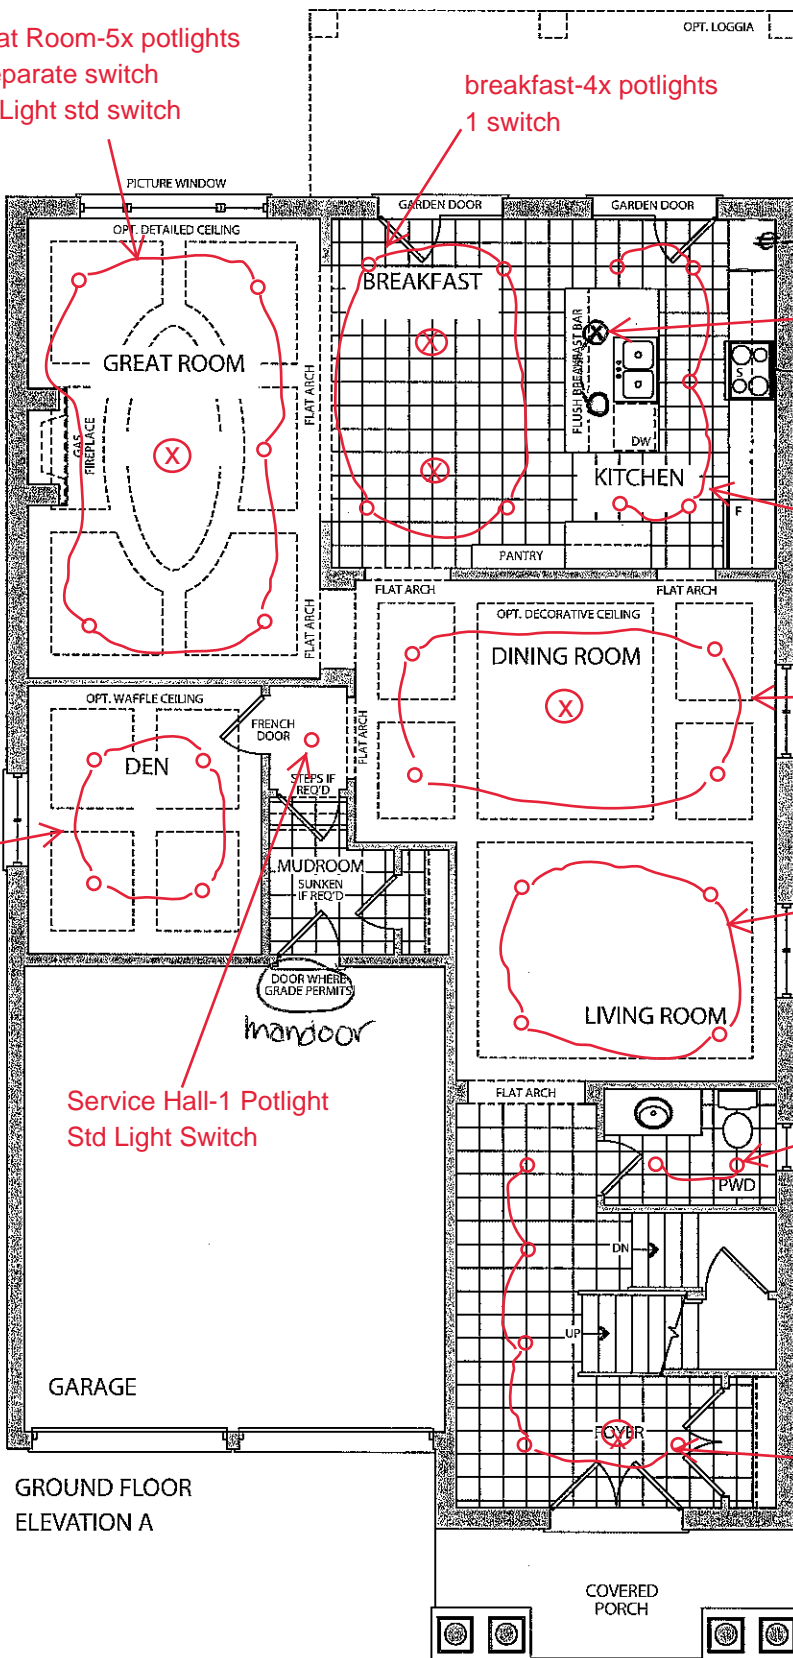 OPT. LOGGIA
at Room-5x potlights
eparate switch
Light std switch
breakfast-4x potlights
1 switch
PICTURE WINDOW
GARDEN DOOR
GARDEN DOOR
OPT. DETAILED CEILING
BREAKFAST
GREAT ROOM
FLAT ARCH
FLUSH BREAKFAST BAR
S
GAS
FIREPLACE
DW
KITCHEN
F
PANTRY
FLAT ARCH
FLAT ARCH
FLAT ARCH
OPT. DECORATIVE CEILING
DINING ROOM
OPT. WAFFLE CEILING
FRENCH
DOOR
FLAT ARCH
DEN
STEPS IF
REQ'D
MUDROOM
SUNKEN
IF REQ'D
DOOR WHERE
GRADE PERMITS
mandoor
LIVING ROOM
Service Hall-1 Potlight
Std Light Switch
FLAT ARCH
PWD
DN
UP
GARAGE
FOYER
GROUND FLOOR
ELEVATION A
COVERED
PORCH